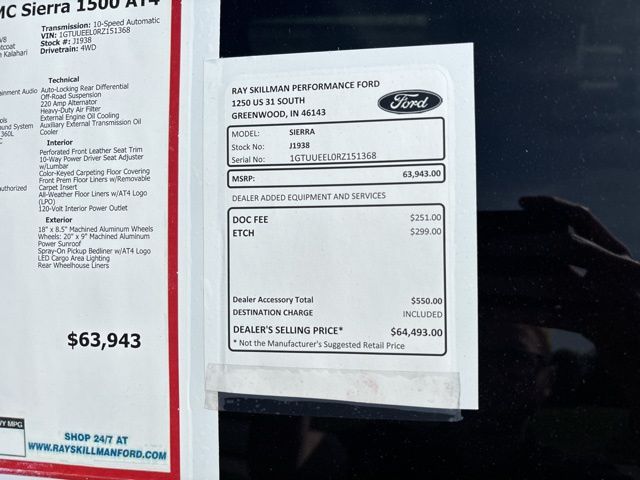 MC Sierra 1500 AT4
Transmission: 10-Speed Automatic
VIN: 1GTUUEEL0RZ151368
Stock #: J1938
Drivetrain: 4WD
V8
Kalahari
Technical
Auto-Locking Rear Differential
Off-Road Suspension
220 Amp Alternator
Heavy-Duty Air Filter
External Engine Oil Cooling
Auxiliary External Transmission Oil
Cooler
Audio
System
360L
Interior
Perforated Front Leather Seat Trim
10-Way Power Driver Seat Adjuster
w/Lumbar
Color-Keyed Carpeting Floor Covering
Front Prem Floor Liners w/Removable
Carpet Insert
All-Weather Floor Liners w/AT4 Logo
(LPO)
120-Volt Interior Power Outlet
Exterior
18" x 8.5" Machined Aluminum Wheels
Wheels: 20" x 9" Machined Aluminum
Power Sunroof
Spray-On Pickup Bedliner w/AT4 Logo
LED Cargo Area Lighting
Rear Wheelhouse Liners
$63,943
MPG
SHOP 24/7 AT
WWW.RAYSKILLMANFORD.COM
RAY SKILLMAN PERFORMANCE FORD
1250 US 31 SOUTH
GREENWOOD, IN 46143
Ford
MODEL: SIERRA
Stock No: J1938
Serial No: 1GTUUEEL0RZ151368
MSRP: 63,943.00
DEALER ADDED EQUIPMENT AND SERVICES
DOC FEE $251.00
ETCH $299.00
Dealer Accessory Total $550.00
DESTINATION CHARGE INCLUDED
DEALER'S SELLING PRICE* $64,493.00
* Not the Manufacturer's Suggested Retail Price